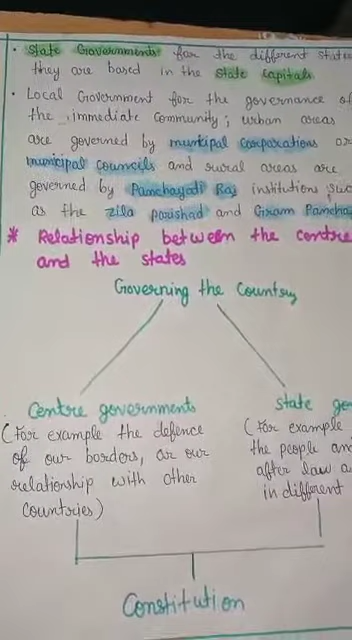 • State Governments for the different state
they are based in the state capitals
• Local Government for the governance of
the immediate community; urban areas
are governed by municipal corporations or
municipal councils and rural areas are
governed by Panchayati Raj institutions such
as the zila parishad and Gram Pancha
* Relationship between the centre
and the states
Governing the Country
Centre governments
(For example the defence
of our borders, or our
relationship with other
countries)
state go
(For example
the people an
after law a
in different
Constitution